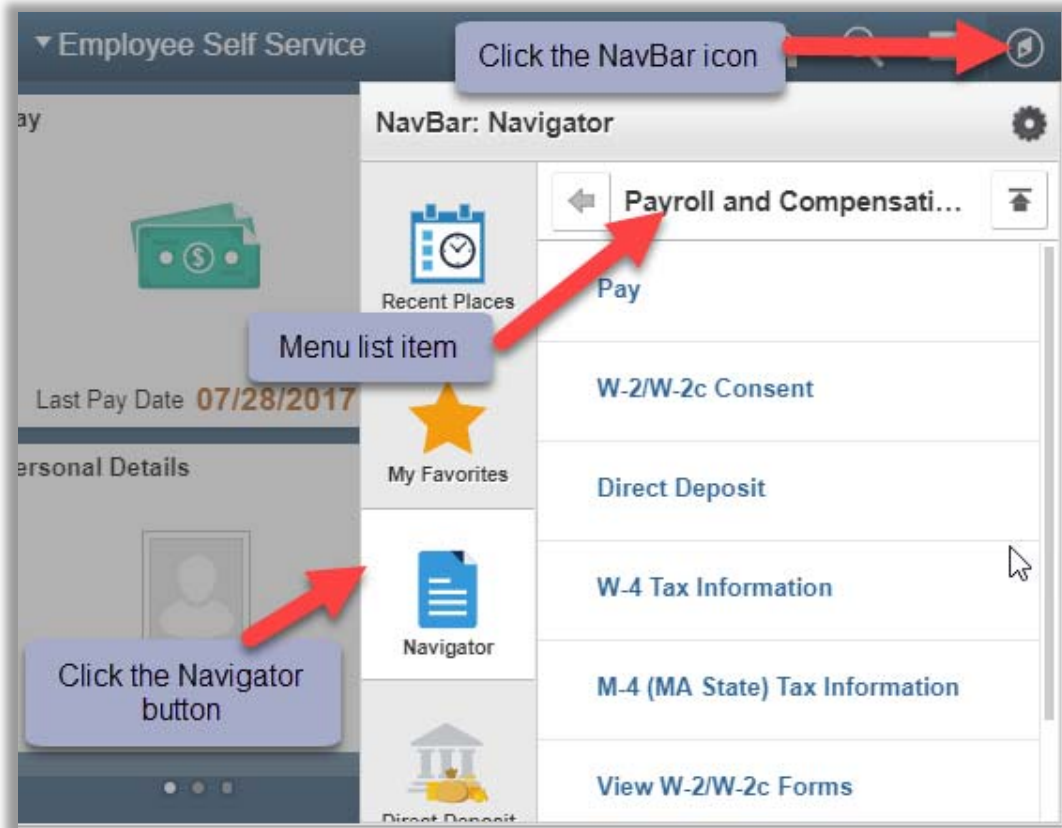 Employee Self Service
Click the NavBar icon
ay
NavBar: Navigator
Payroll and Compensati...
Recent Places
Pay
Menu list item
Last Pay Date 07/28/2017
W-2/W-2c Consent
ersonal Details
My Favorites
Direct Deposit
W-4 Tax Information
Navigator
Click the Navigator
button
M-4 (MA State) Tax Information
View W-2/W-2c Forms
Direct Deposit